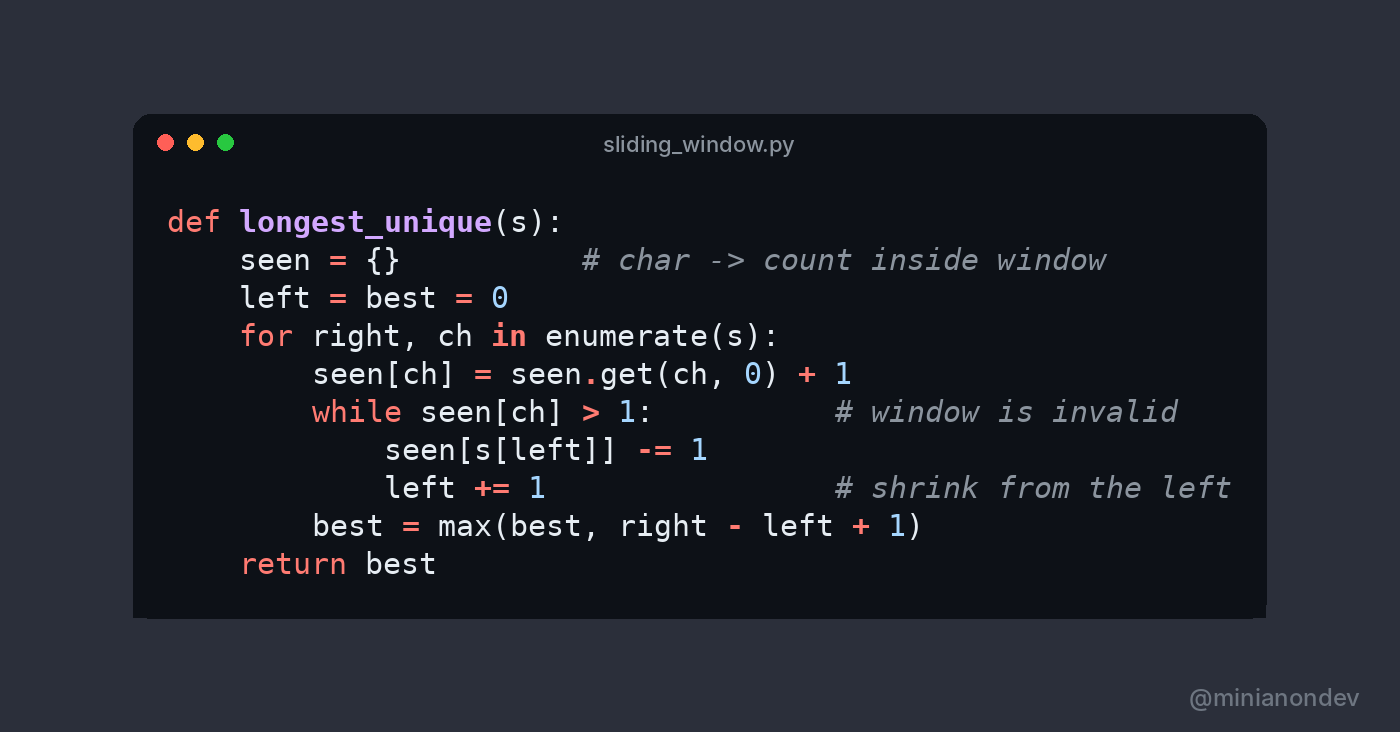 sliding_window.py
def longest_unique(s):
    seen = {}          # char -> count inside window
    left = best = 0
    for right, ch in enumerate(s):
        seen[ch] = seen.get(ch, 0) + 1
        while seen[ch] > 1:          # window is invalid
            seen[s[left]] -= 1
            left += 1                # shrink from the left
        best = max(best, right - left + 1)
    return best
@minianondev